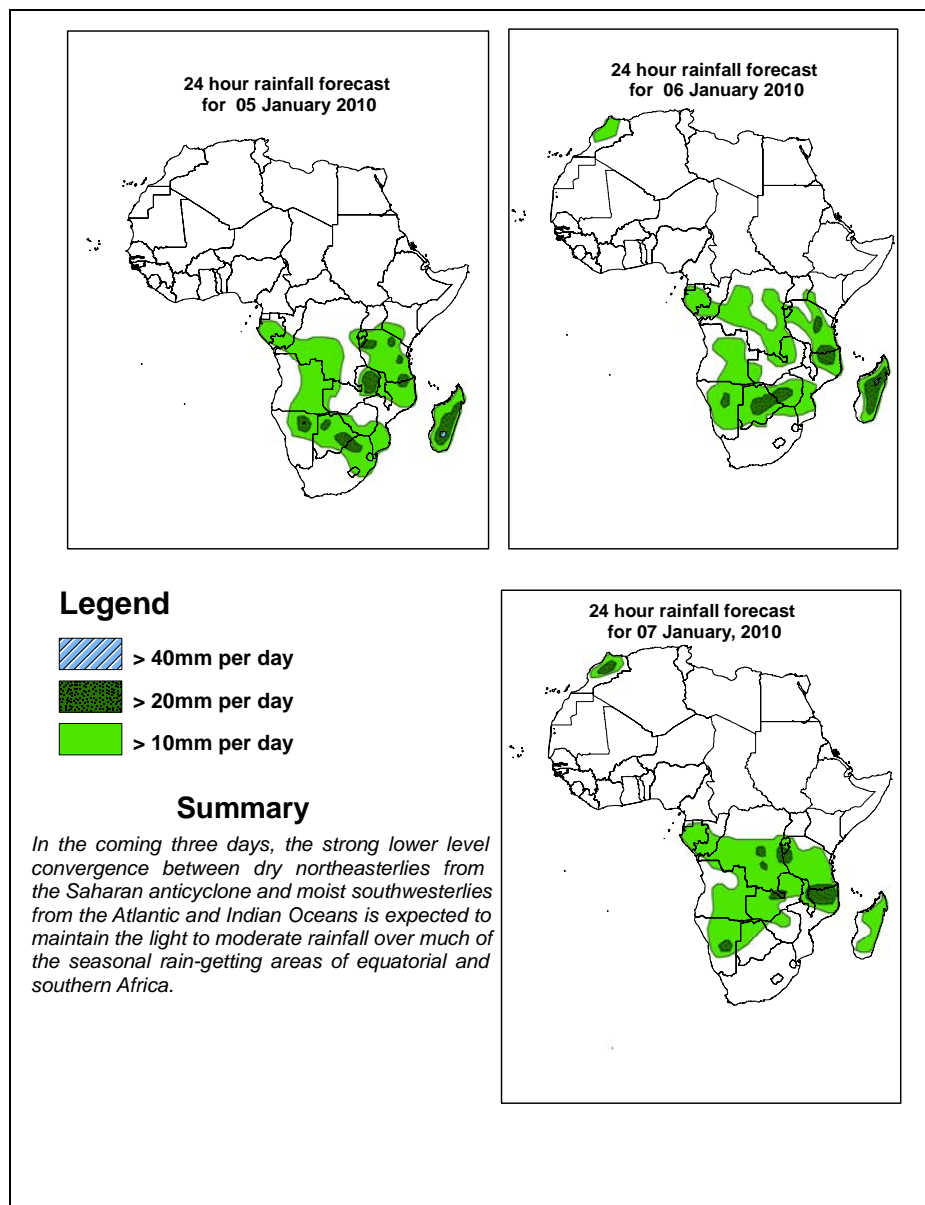 24 hour rainfall forecast
for 05 January 2010
24 hour rainfall forecast
for 06 January 2010
Legend
> 40mm per day
> 20mm per day
> 10mm per day
Summary
In the coming three days, the strong lower level
convergence between dry northeasterlies from
the Saharan anticyclone and moist southwesterlies
from the Atlantic and Indian Oceans is expected to
maintain the light to moderate rainfall over much of
the seasonal rain-getting areas of equatorial and
southern Africa.
24 hour rainfall forecast
for 07 January, 2010